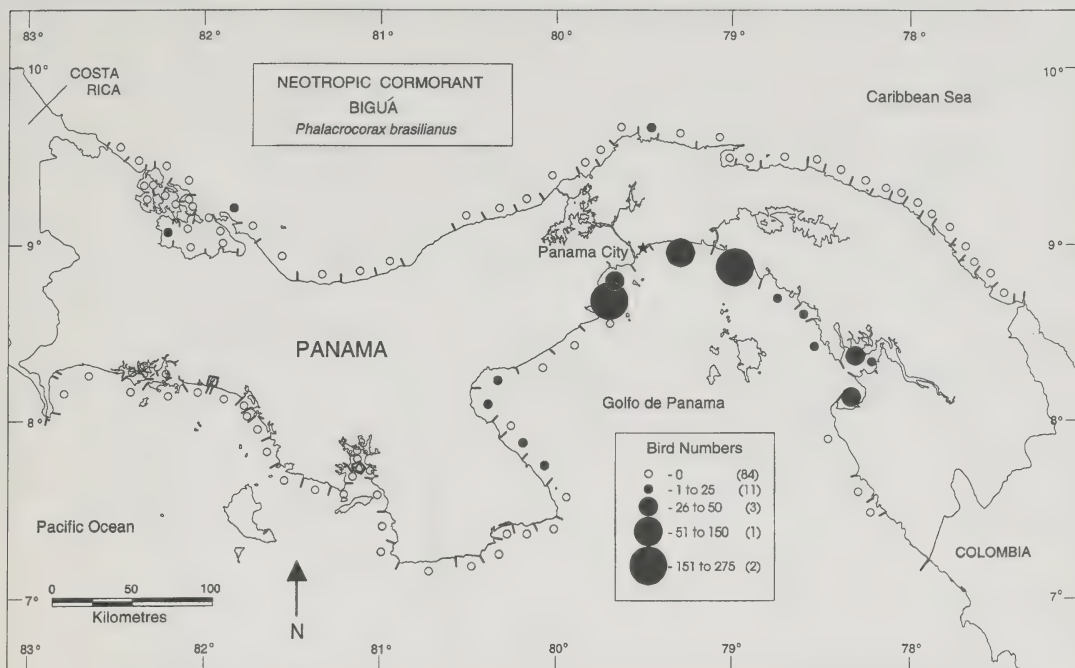 83° 82° 81° 80° 79° 78°
10° 10°
COSTA
RICA
NEOTROPIC CORMORANT
BIGUÁ
Phalacrocorax brasilianus
Caribbean Sea
9° 9°
Panama City
PANAMA
Golfo de Panama
8° 8°
Bird Numbers
- 0 (84)
- 1 to 25 (11)
- 26 to 50 (3)
- 51 to 150 (1)
- 151 to 275 (2)
Pacific Ocean
COLOMBIA
0 50 100
Kilometres
N
7° 7°
83° 82° 81° 80° 79° 78°